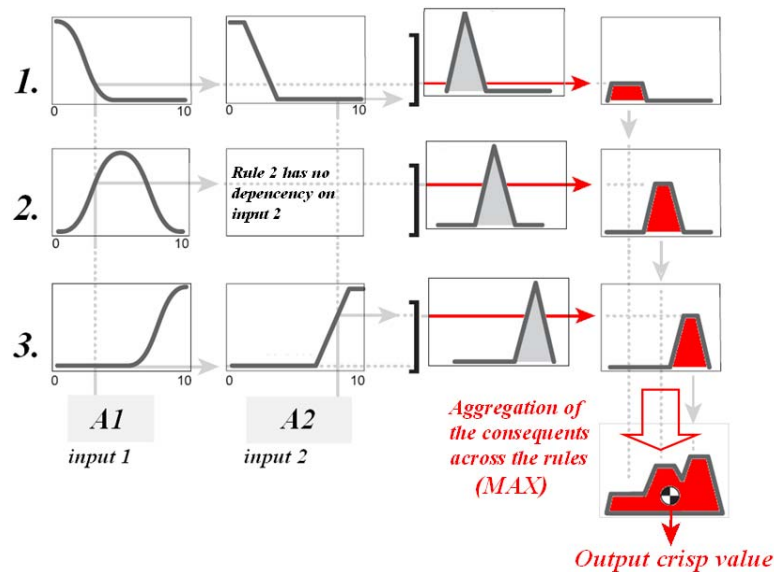 1.
0 10
0 10
2.
Rule 2 has no
depencency on
input 2
0 10
3.
0 10
0 10
A1
A2
input 1
input 2
Aggregation of
the consequents
across the rules
(MAX)
Output crisp value